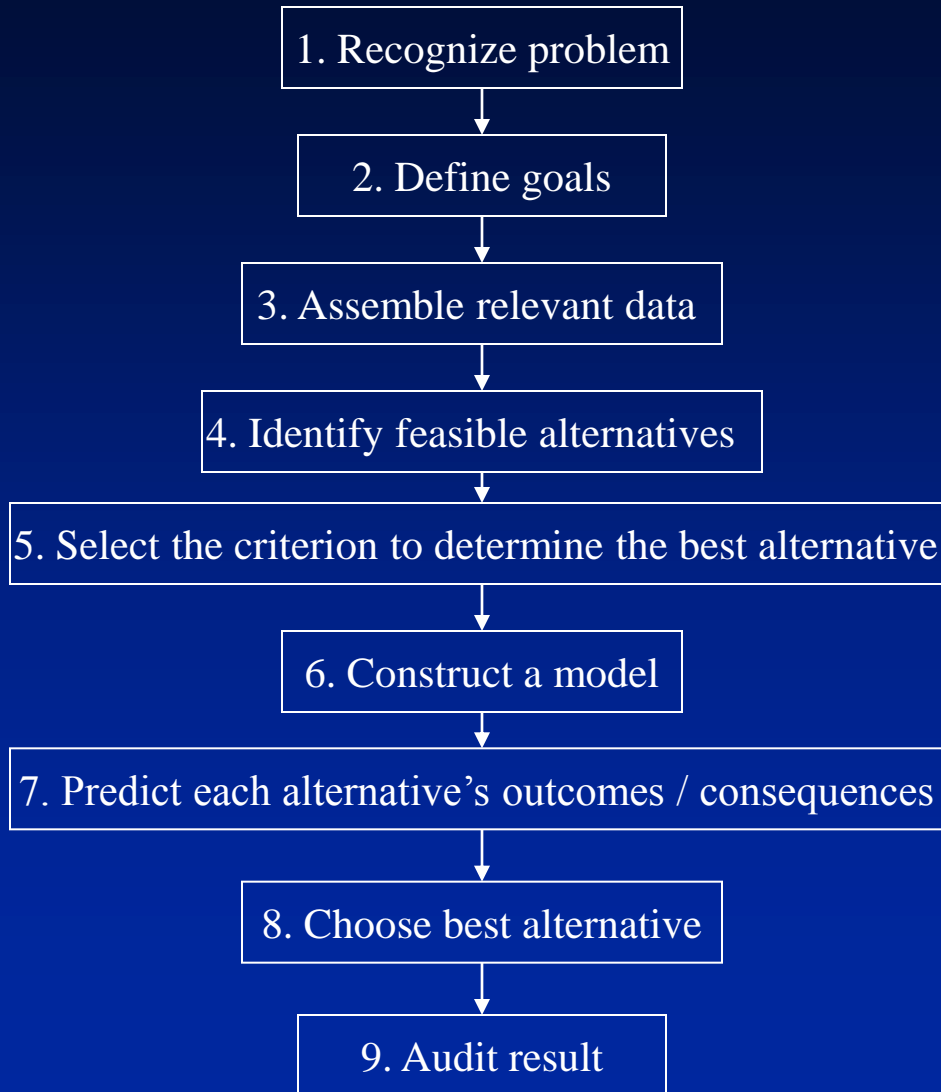 1. Recognize problem
2. Define goals
3. Assemble relevant data
4. Identify feasible alternatives
5. Select the criterion to determine the best alternative
6. Construct a model
7. Predict each alternative’s outcomes / consequences
8. Choose best alternative
9. Audit result